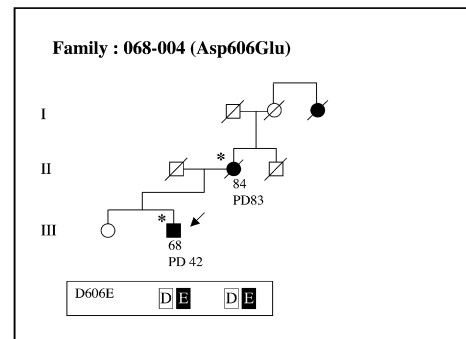 Family : 068-004 (Asp606Glu)
I
II
*
84
PD83
III
*
68
PD 42
D606E D E D E